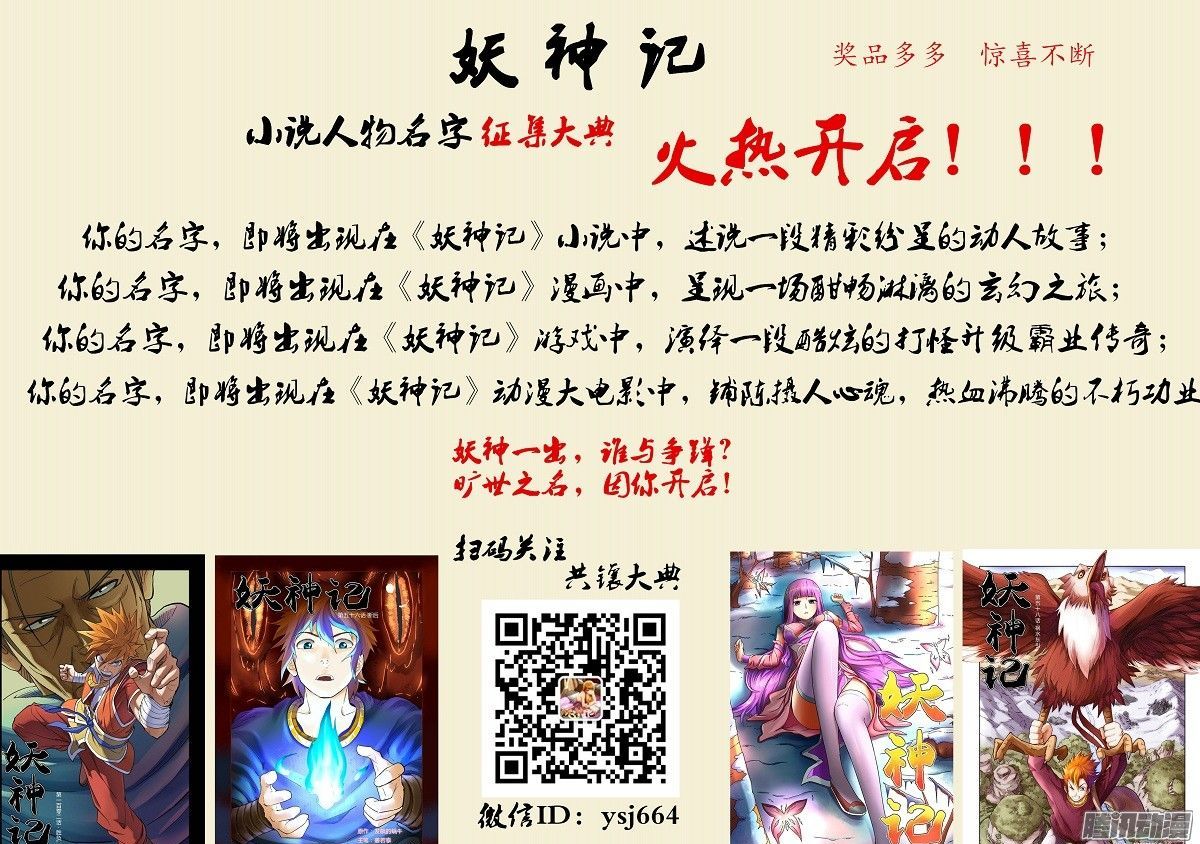 妖神记
奖品多多 惊喜不断
小说人物名字征集大典
火热开启！！！
你的名字，即将出现在《妖神记》小说中，述说一段精彩纷呈的动人故事；
你的名字，即将出现在《妖神记》漫画中，呈现一场酣畅淋漓的玄幻之旅；
你的名字，即将出现在《妖神记》游戏中，演绎一段酷炫的打怪升级霸业传奇；
你的名字，即将出现在《妖神记》动漫大电影中，铺陈摄人心魂，热血沸腾的不朽功业
妖神一出，谁与争锋？
旷世之名，因你开启！
扫码关注
共镶大典
微信ID：ysj664
妖神记
妖神记
妖神记
妖神记
腾讯动漫